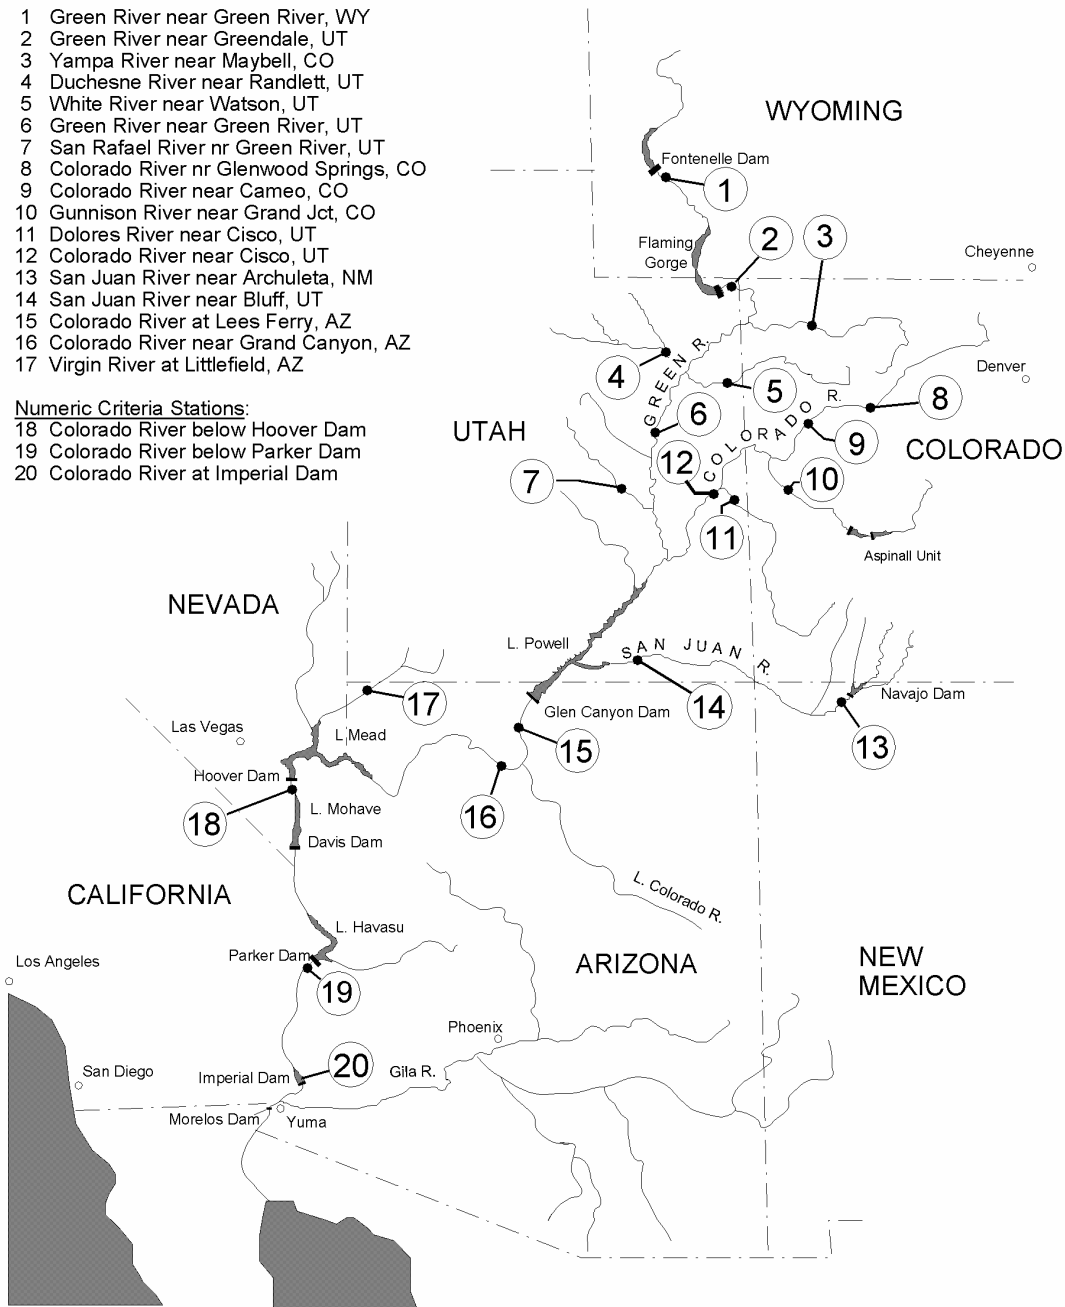 1 Green River near Green River, WY
2 Green River near Greendale, UT
3 Yampa River near Maybell, CO
4 Duchesne River near Randlett, UT
5 White River near Watson, UT
6 Green River near Green River, UT
7 San Rafael River nr Green River, UT
8 Colorado River nr Glenwood Springs, CO
9 Colorado River near Cameo, CO
10 Gunnison River near Grand Jct, CO
11 Dolores River near Cisco, UT
12 Colorado River near Cisco, UT
13 San Juan River near Archuleta, NM
14 San Juan River near Bluff, UT
15 Colorado River at Lees Ferry, AZ
16 Colorado River near Grand Canyon, AZ
17 Virgin River at Littlefield, AZ
Numeric Criteria Stations:
18 Colorado River below Hoover Dam
19 Colorado River below Parker Dam
20 Colorado River at Imperial Dam
WYOMING
Fontenelle Dam
1
2
3
Flaming
Gorge
Cheyenne
GREEN R.
4
5
Denver
COLORADO R.
8
6
UTAH
9
COLORADO
12
7
10
11
Aspinall Unit
NEVADA
L. Powell
SAN JUAN R.
Navajo Dam
17
14
Glen Canyon Dam
Las Vegas
L Mead
15
13
Hoover Dam
L. Mohave
16
18
Davis Dam
CALIFORNIA
L. Colorado R.
L. Havasu
Parker Dam
Los Angeles
ARIZONA
NEW
MEXICO
19
Phoenix
20
San Diego
Imperial Dam
Gila R.
Morelos Dam
Yuma